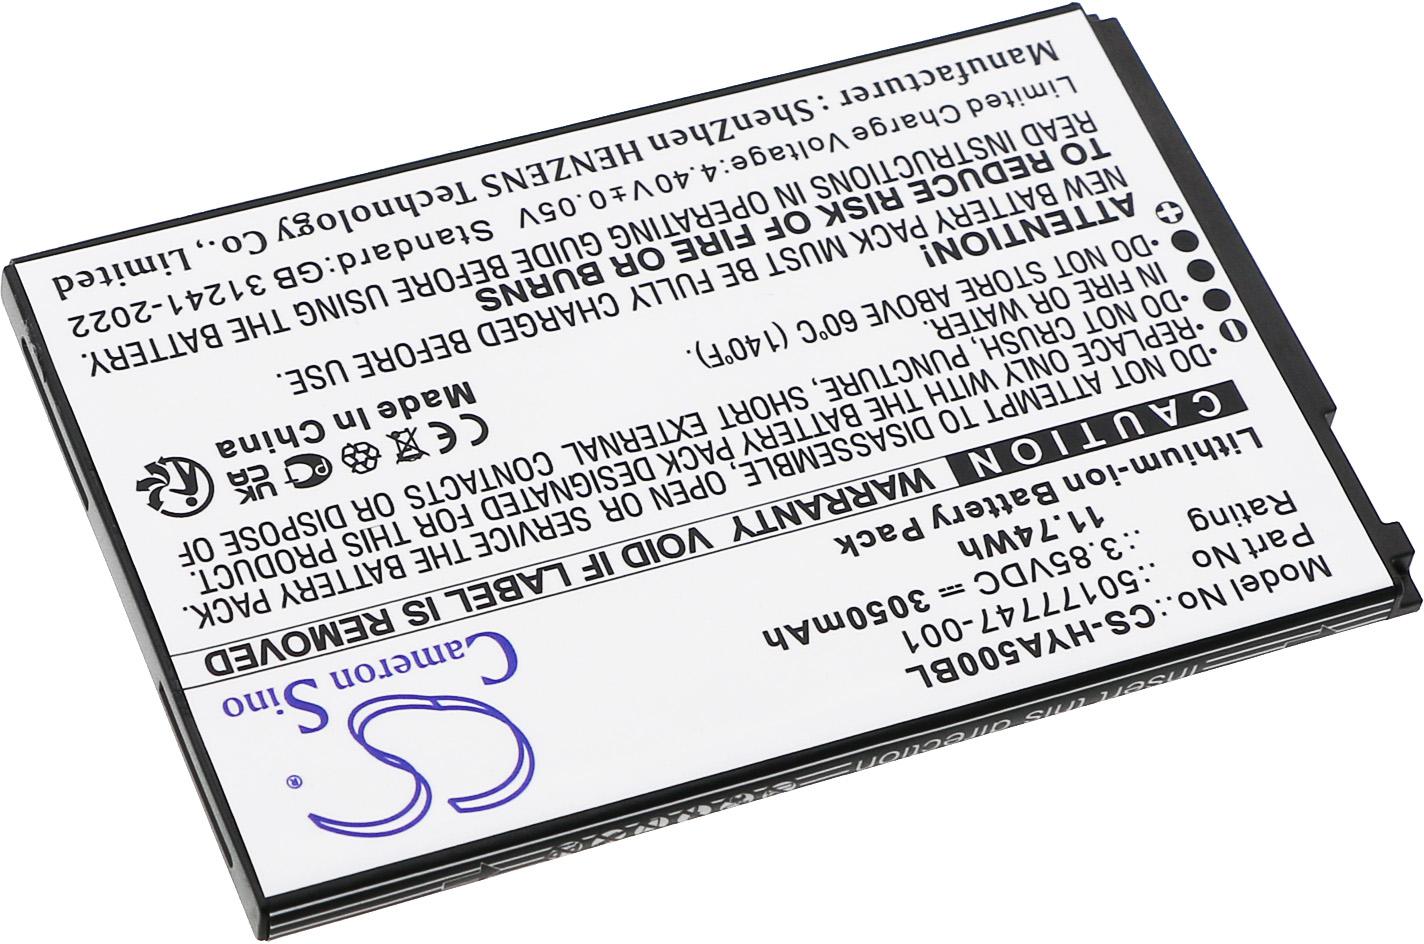 Cameron Sino
®
Model No.: :CS-HYA500BL
Part No :50177747-001
Rating :3.85VDC ⎓ 3050mAh
11.74Wh
Lithium-ion Battery Pack
CAUTION WARRANTY VOID IF LABEL IS REMOVED
•DO NOT ATTEMPT TO DISASSEMBLE, OPEN, OR SERVICE THE BATTERY PACK.
•REPLACE ONLY WITH THE BATTERY PACK DESIGNATED FOR THIS PRODUCT.
•DO NOT CRUSH, PUNCTURE, SHORT EXTERNAL CONTACTS OR DISPOSE OF
IN FIRE OR WATER.
•DO NOT STORE ABOVE 60°C (140°F).
CE
UK
CA
Made In China
ATTENTION!
NEW BATTERY PACK MUST BE FULLY CHARGED BEFORE USE.
TO REDUCE RISK OF FIRE OR BURNS
READ INSTRUCTIONS IN OPERATING GUIDE BEFORE USING THE BATTERY.
Limited Charge Voltage:4.40V±0.05V Standard:GB 31241-2022
Manufacturer : ShenZhen HENZENS Technology Co., Limited
Insert this direction